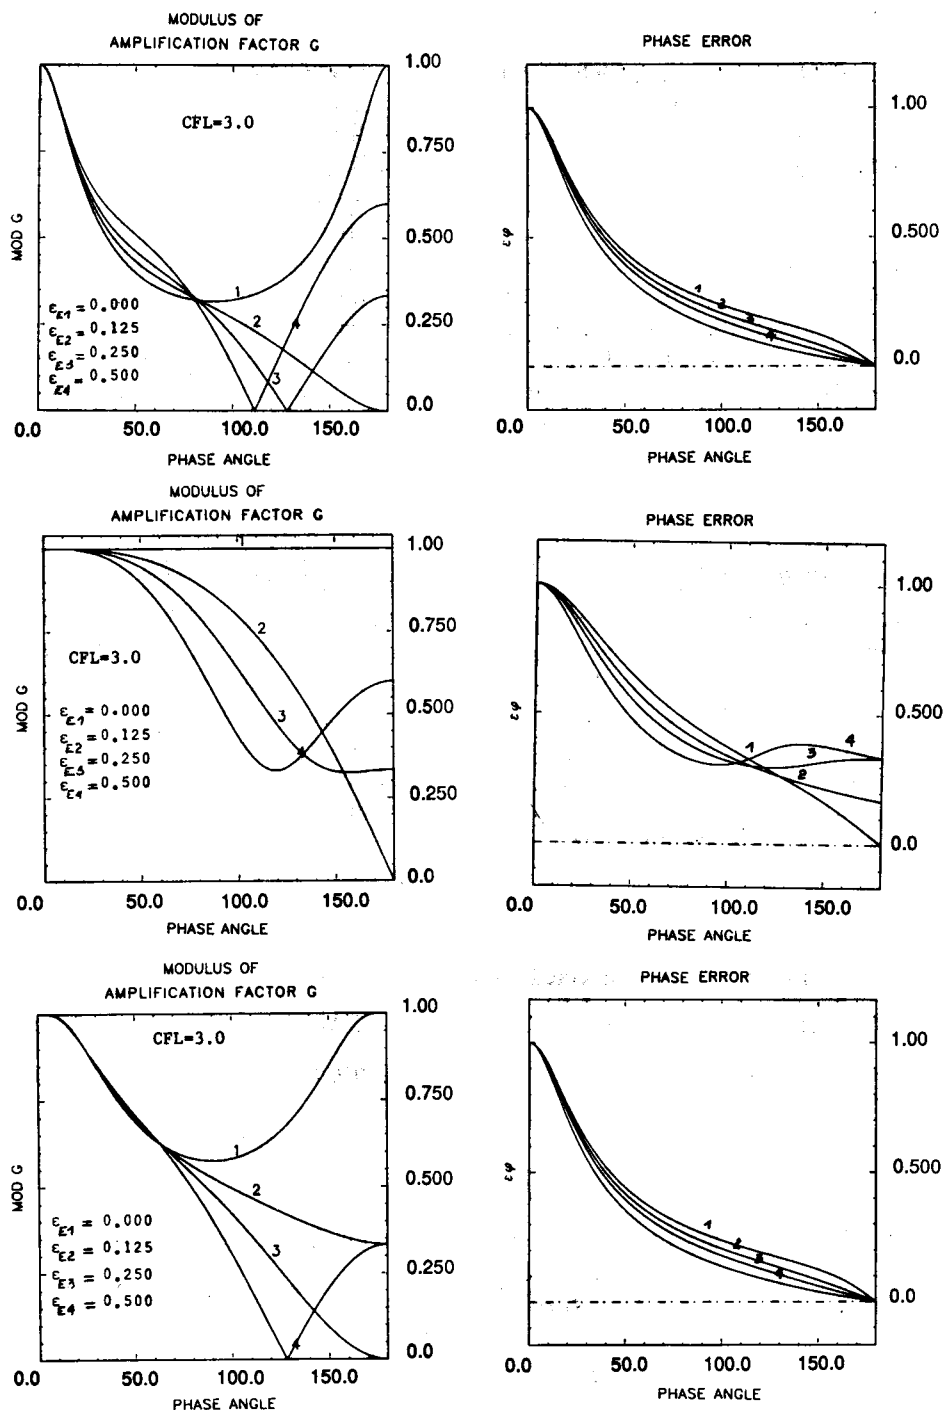 MODULUS OF
AMPLIFICATION FACTOR G
1.00
0.750
0.500
0.250
0.0
MOD G
CFL=3.0
εE1 = 0.000
εE2 = 0.125
εE3 = 0.250
εE4 = 0.500
1
2
3
4
0.0 50.0 100.0 150.0
PHASE ANGLE
PHASE ERROR
1.00
0.500
0.0
εφ
1 2 3 4
0.0 50.0 100.0 150.0
PHASE ANGLE
MODULUS OF
AMPLIFICATION FACTOR G
1.00
0.750
0.500
0.250
0.0
MOD G
CFL=3.0
εE1 = 0.000
εE2 = 0.125
εE3 = 0.250
εE4 = 0.500
2
3
4
0.0 50.0 100.0 150.0
PHASE ANGLE
PHASE ERROR
1.00
0.500
0.0
εφ
1 3 4
2
0.0 50.0 100.0 150.0
PHASE ANGLE
MODULUS OF
AMPLIFICATION FACTOR G
1.00
0.750
0.500
0.250
0.0
MOD G
CFL=3.0
εE1 = 0.000
εE2 = 0.125
εE3 = 0.250
εE4 = 0.500
1
2
3
4
0.0 50.0 100.0 150.0
PHASE ANGLE
PHASE ERROR
1.00
0.500
0.0
εφ
1 2 3 4
0.0 50.0 100.0 150.0
PHASE ANGLE